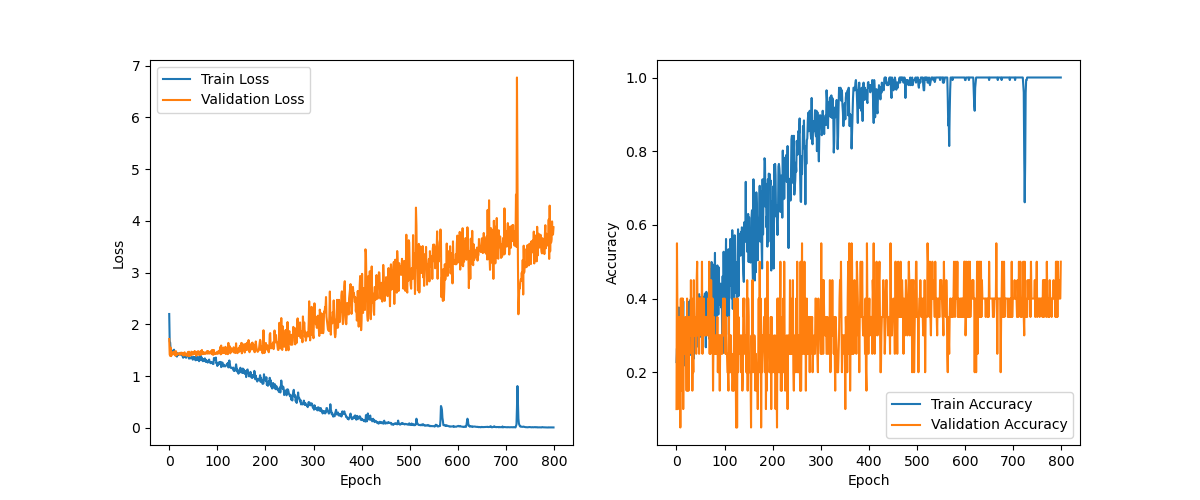 Train Loss
Validation Loss
Loss
7
6
5
4
3
2
1
0
0 100 200 300 400 500 600 700 800
Epoch
Accuracy
1.0
0.8
0.6
0.4
0.2
Train Accuracy
Validation Accuracy
0 100 200 300 400 500 600 700 800
Epoch